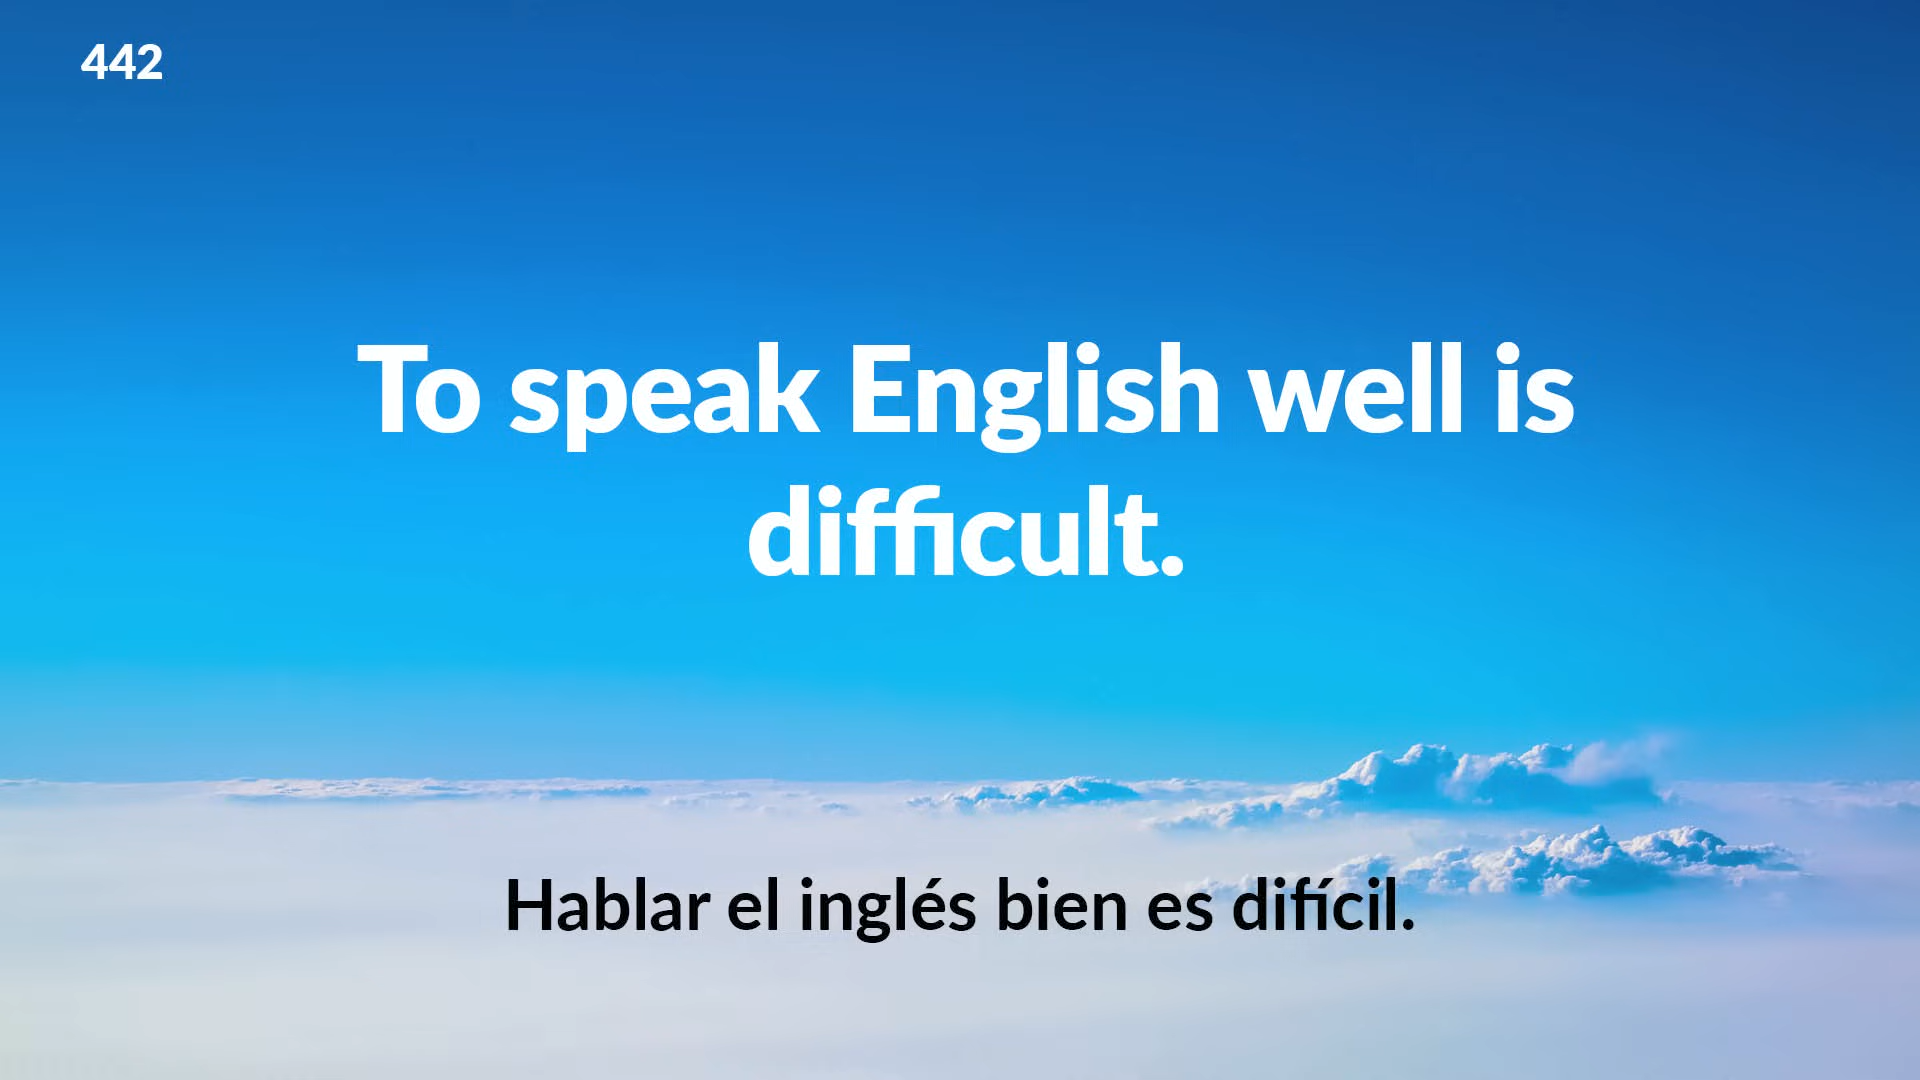 442
To speak English well is
difficult.
Hablar el inglés bien es difícil.